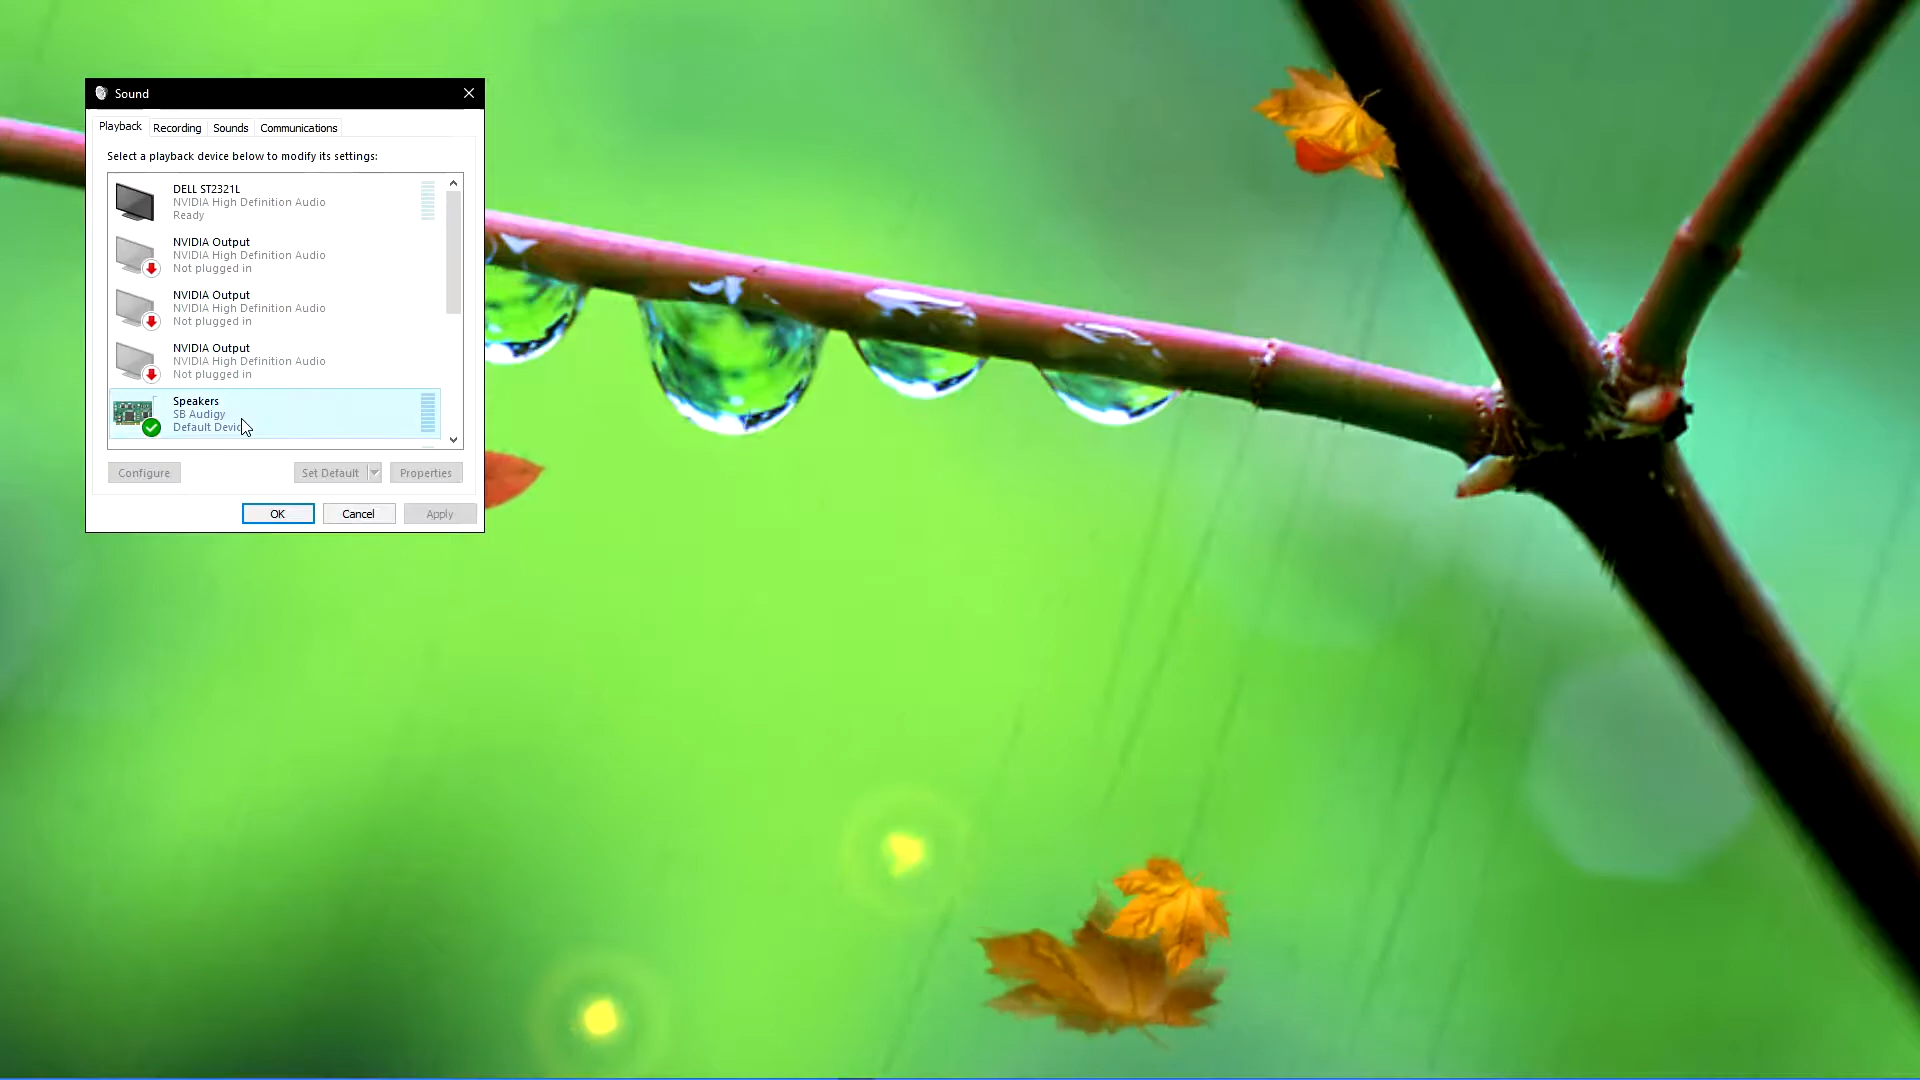 Sound
Playback
Recording
Sounds
Communications
Select a playback device below to modify its settings:
DELL ST2321L
NVIDIA High Definition Audio
Ready
NVIDIA Output
NVIDIA High Definition Audio
Not plugged in
NVIDIA Output
NVIDIA High Definition Audio
Not plugged in
NVIDIA Output
NVIDIA High Definition Audio
Not plugged in
Speakers
SB Audigy
Default Device
Configure
Set Default
Properties
OK
Cancel
Apply